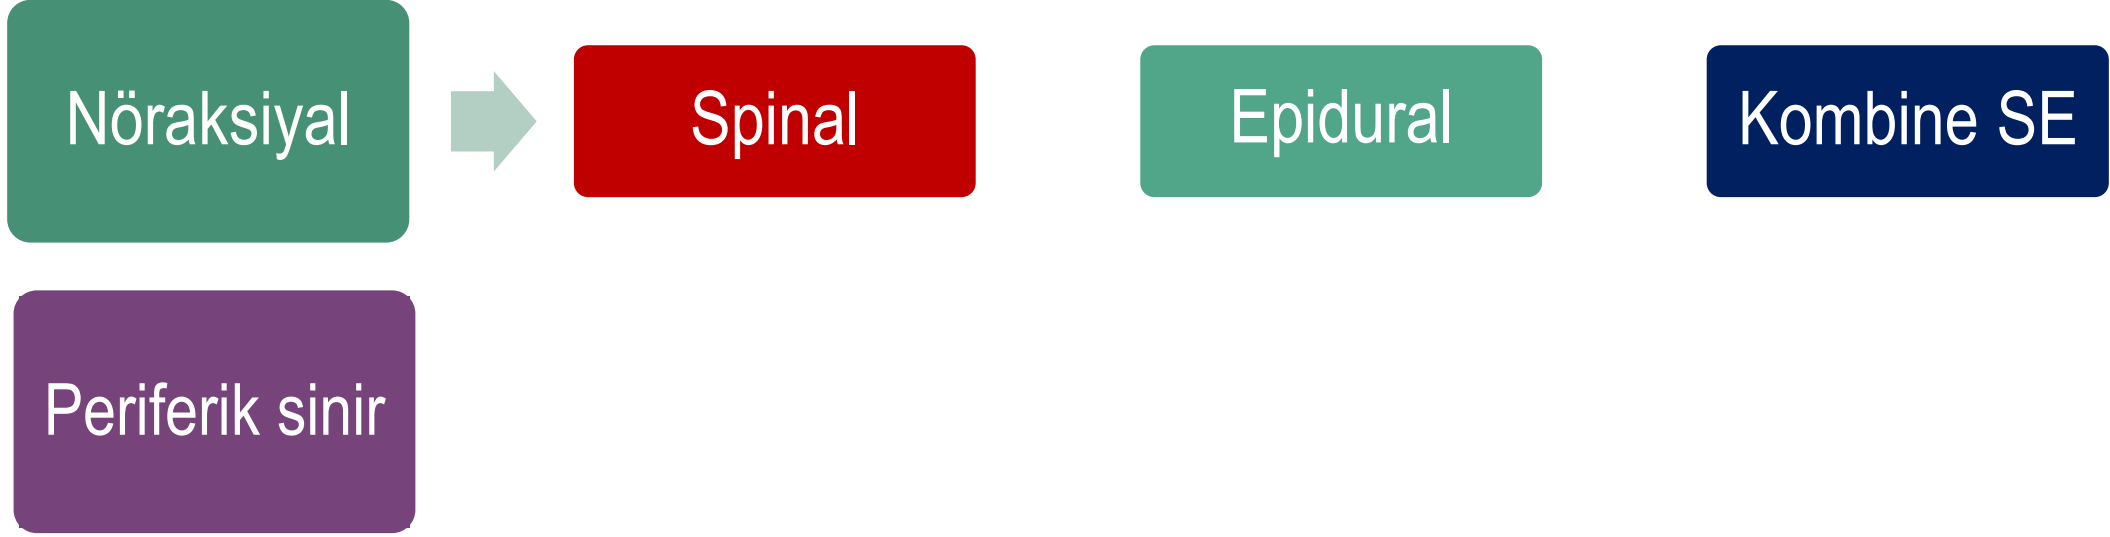 Nöraksiyal
Spinal
Epidural
Kombine SE
Periferik sinir